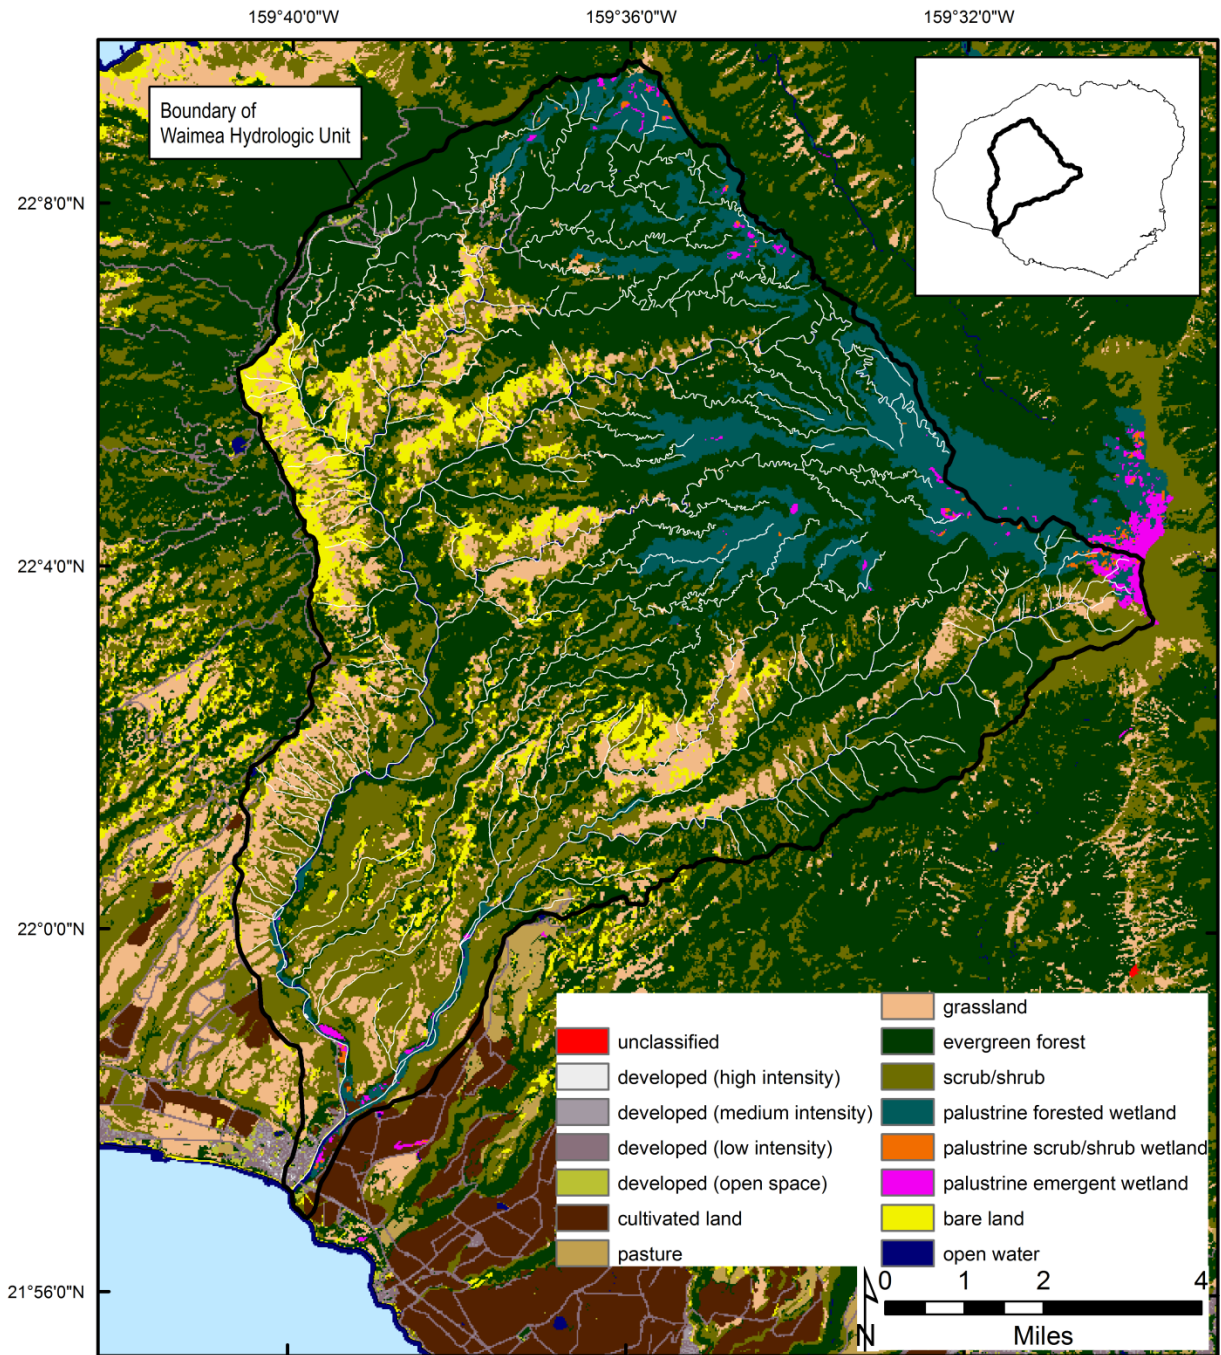 159°40'0"W
159°36'0"W
159°32'0"W
Boundary of
Waimea Hydrologic Unit
22°8'0"N
22°4'0"N
22°0'0"N
21°56'0"N
unclassified
developed (high intensity)
developed (medium intensity)
developed (low intensity)
developed (open space)
cultivated land
pasture
grassland
evergreen forest
scrub/shrub
palustrine forested wetland
palustrine scrub/shrub wetland
palustrine emergent wetland
bare land
open water
0 1 2 4
N
Miles